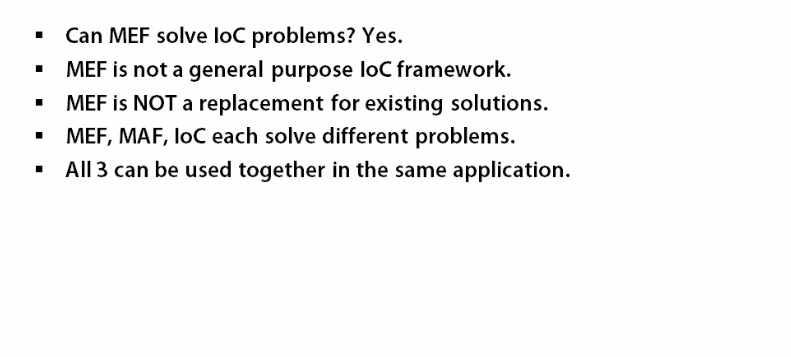 ▪ Can MEF solve IoC problems? Yes.
▪ MEF is not a general purpose IoC framework.
▪ MEF is NOT a replacement for existing solutions.
▪ MEF, MAF, IoC each solve different problems.
▪ All 3 can be used together in the same application.